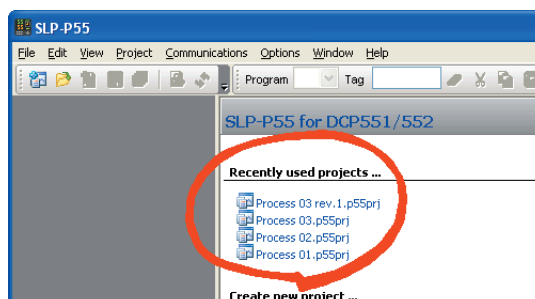 SLP-P55
File Edit View Project Communications Options Window Help
Program Tag
SLP-P55 for DCP551/552
Recently used projects ...
Process 03 rev.1.p55prj
Process 03.p55prj
Process 02.p55prj
Process 01.p55prj
Create new project ...